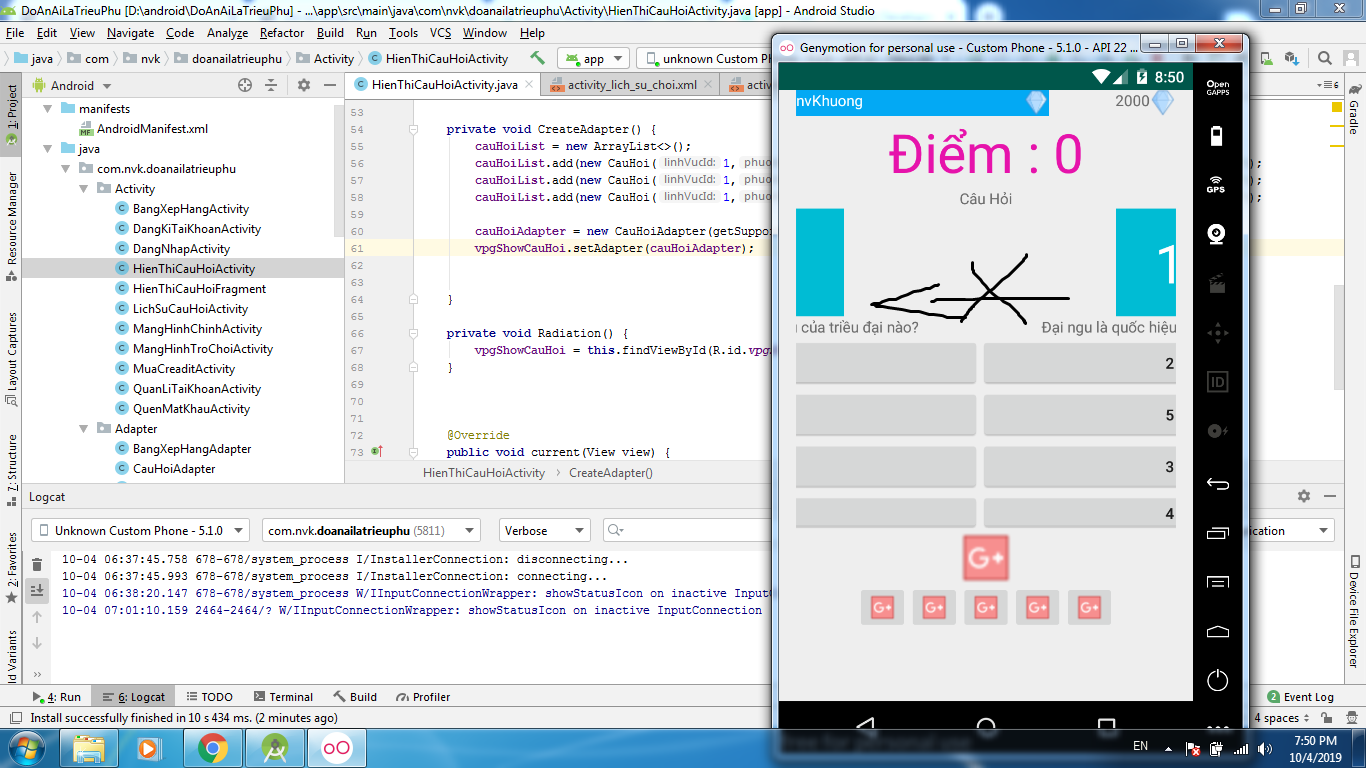 DoAnAiLaTrieuPhu [D:\android\DoAnAiLaTrieuPhu] - ...\app\src\main\java\com\nvk\doanailatrieuphu\Activity\HienThiCauHoiActivity.java [app] - Android Studio
File Edit View Navigate Code Analyze Refactor Build Run Tools VCS Window Help
java com nvk doanailatrieuphu Activity HienThiCauHoiActivity app unknown Custom P
Android
HienThiCauHoiActivity.java activity_lich_su_choi.xml activ
manifests
AndroidManifest.xml
java
com.nvk.doanailatrieuphu
Activity
BangXepHangActivity
DangKiTaiKhoanActivity
DangNhapActivity
HienThiCauHoiActivity
HienThiCauHoiFragment
LichSuCauHoiActivity
MangHinhChinhActivity
MangHinhTroChoiActivity
MuaCreaditActivity
QuanLiTaiKhoanActivity
QuenMatKhauActivity
Adapter
BangXepHangAdapter
CauHoiAdapter
1: Project
Resource Manager
Layout Captures
7: Structure
2: Favorites
ld Variants
53
54 private void CreateAdapter() {
55 cauHoiList = new ArrayList<>();
56 cauHoiList.add(new CauHoi( linhVucId: 1, phuo );
57 cauHoiList.add(new CauHoi( linhVucId: 1, phuo );
58 cauHoiList.add(new CauHoi( linhVucId: 1, phuo );
59
60 cauHoiAdapter = new CauHoiAdapter(getSuppo
61 vpgShowCauHoi.setAdapter(cauHoiAdapter);
62
63
64 }
65
66 private void Radiation() {
67 vpgShowCauHoi = this.findViewById(R.id.vpg
68 }
69
70
71
72 @Override
73 public void current(View view) {
HienThiCauHoiActivity CreateAdapter()
Genymotion for personal use - Custom Phone - 5.1.0 - API 22 ...
8:50
nvKhuong 2000
Điểm : 0
Câu Hỏi
1
của triều đại nào? Đại ngu là quốc hiệu
2
5
3
4
G+
G+ G+ G+ G+ G+
Open
GAPPS
GPS
ID
6
Gradle
Device File Explorer
Logcat
Unknown Custom Phone - 5.1.0 com.nvk.doanailatrieuphu (5811) Verbose ication
10-04 06:37:45.758 678-678/system_process I/InstallerConnection: disconnecting...
10-04 06:37:45.993 678-678/system_process I/InstallerConnection: connecting...
10-04 06:38:20.147 678-678/system_process W/IInputConnectionWrapper: showStatusIcon on inactive InputC
10-04 07:01:10.159 2464-2464/? W/IInputConnectionWrapper: showStatusIcon on inactive InputConnection
4: Run 6: Logcat TODO Terminal Build Profiler 2 Event Log
Install successfully finished in 10 s 434 ms. (2 minutes ago) 4 spaces
EN
7:50 PM
10/4/2019